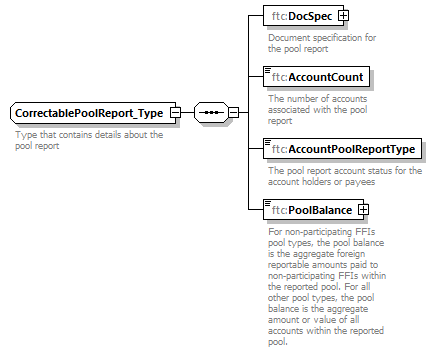 ftc:DocSpec
Document specification for
the pool report
ftc:AccountCount
The number of accounts
associated with the pool
report
CorrectablePoolReport_Type
Type that contains details about the
pool report
ftc:AccountPoolReportType
The pool report account status for the
account holders or payees
ftc:PoolBalance
For non-participating FFIs
pool types, the pool balance
is the aggregate foreign
reportable amounts paid to
non-participating FFIs within
the reported pool. For all
other pool types, the pool
balance is the aggregate
amount or value of all
accounts within the reported
pool.